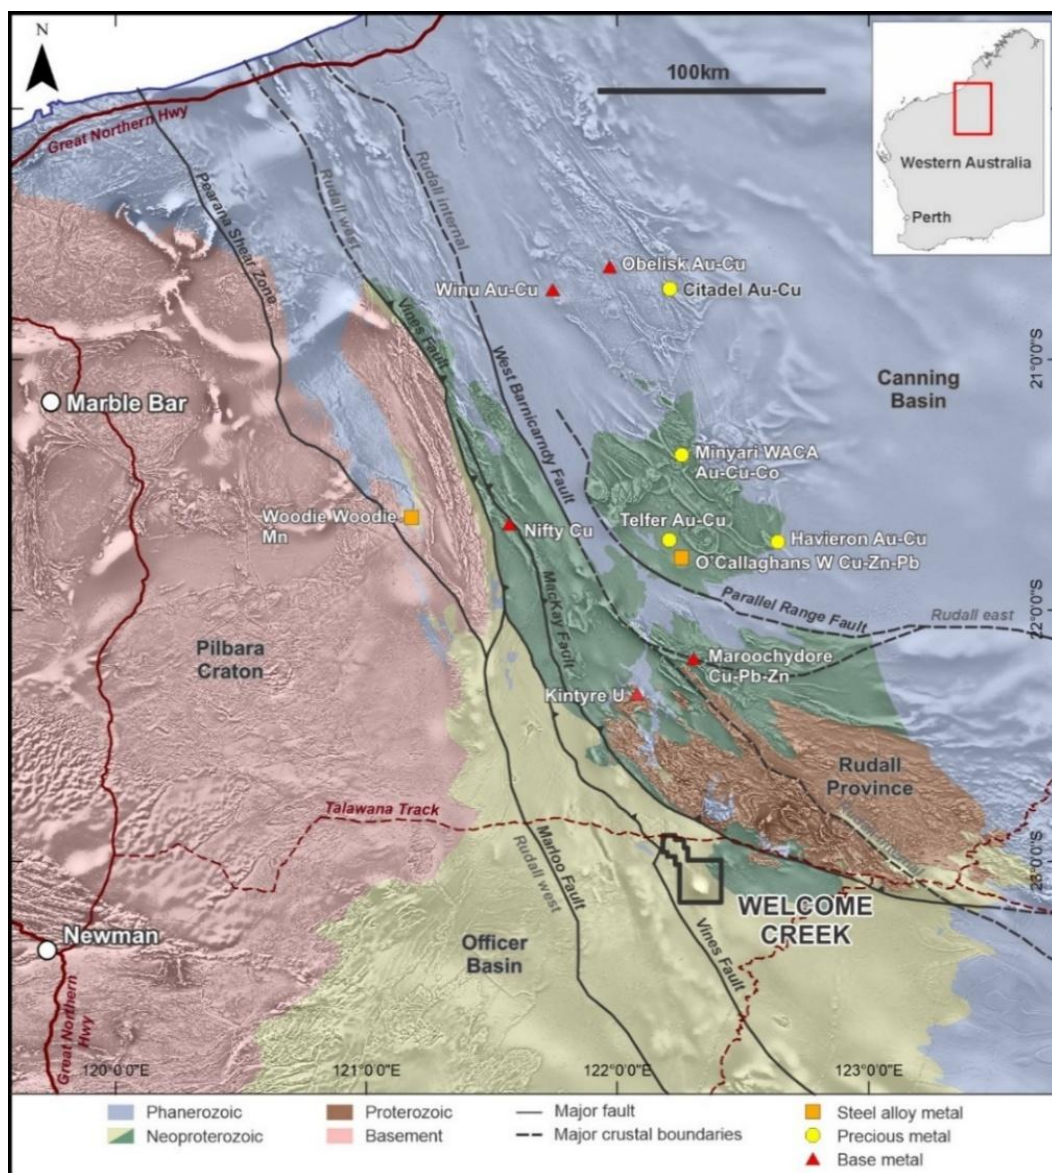 N
100km
Great Northern Hwy
Western Australia
Perth
Pearana Shear Zone
Rudall west
Rudall internal
Obelisk Au-Cu
Winu Au-Cu
Citadel Au-Cu
Vines Fault
West Barnicarndy Fault
21°0'0"S
Canning
Basin
Marble Bar
Minyari WACA
Au-Cu-Co
Woodie Woodie
Mn
Nifty Cu
Telfer Au-Cu
Havieron Au-Cu
O'Callaghans W Cu-Zn-Pb
MacKay Fault
Parallel Range Fault
Rudall east
22°0'0"S
Pilbara
Craton
Maroochydore
Cu-Pb-Zn
Kintyre U
Rudall
Province
Talawana Track
Marloo Fault
Rudall west
23°0'0"S
WELCOME
CREEK
Newman
Officer
Basin
Vines Fault
Great Northern
Hwy
120°0'0"E
121°0'0"E
122°0'0"E
123°0'0"E
Phanerozoic
Proterozoic
Major fault
Steel alloy metal
Neoproterozoic
Basement
Major crustal boundaries
Precious metal
Base metal